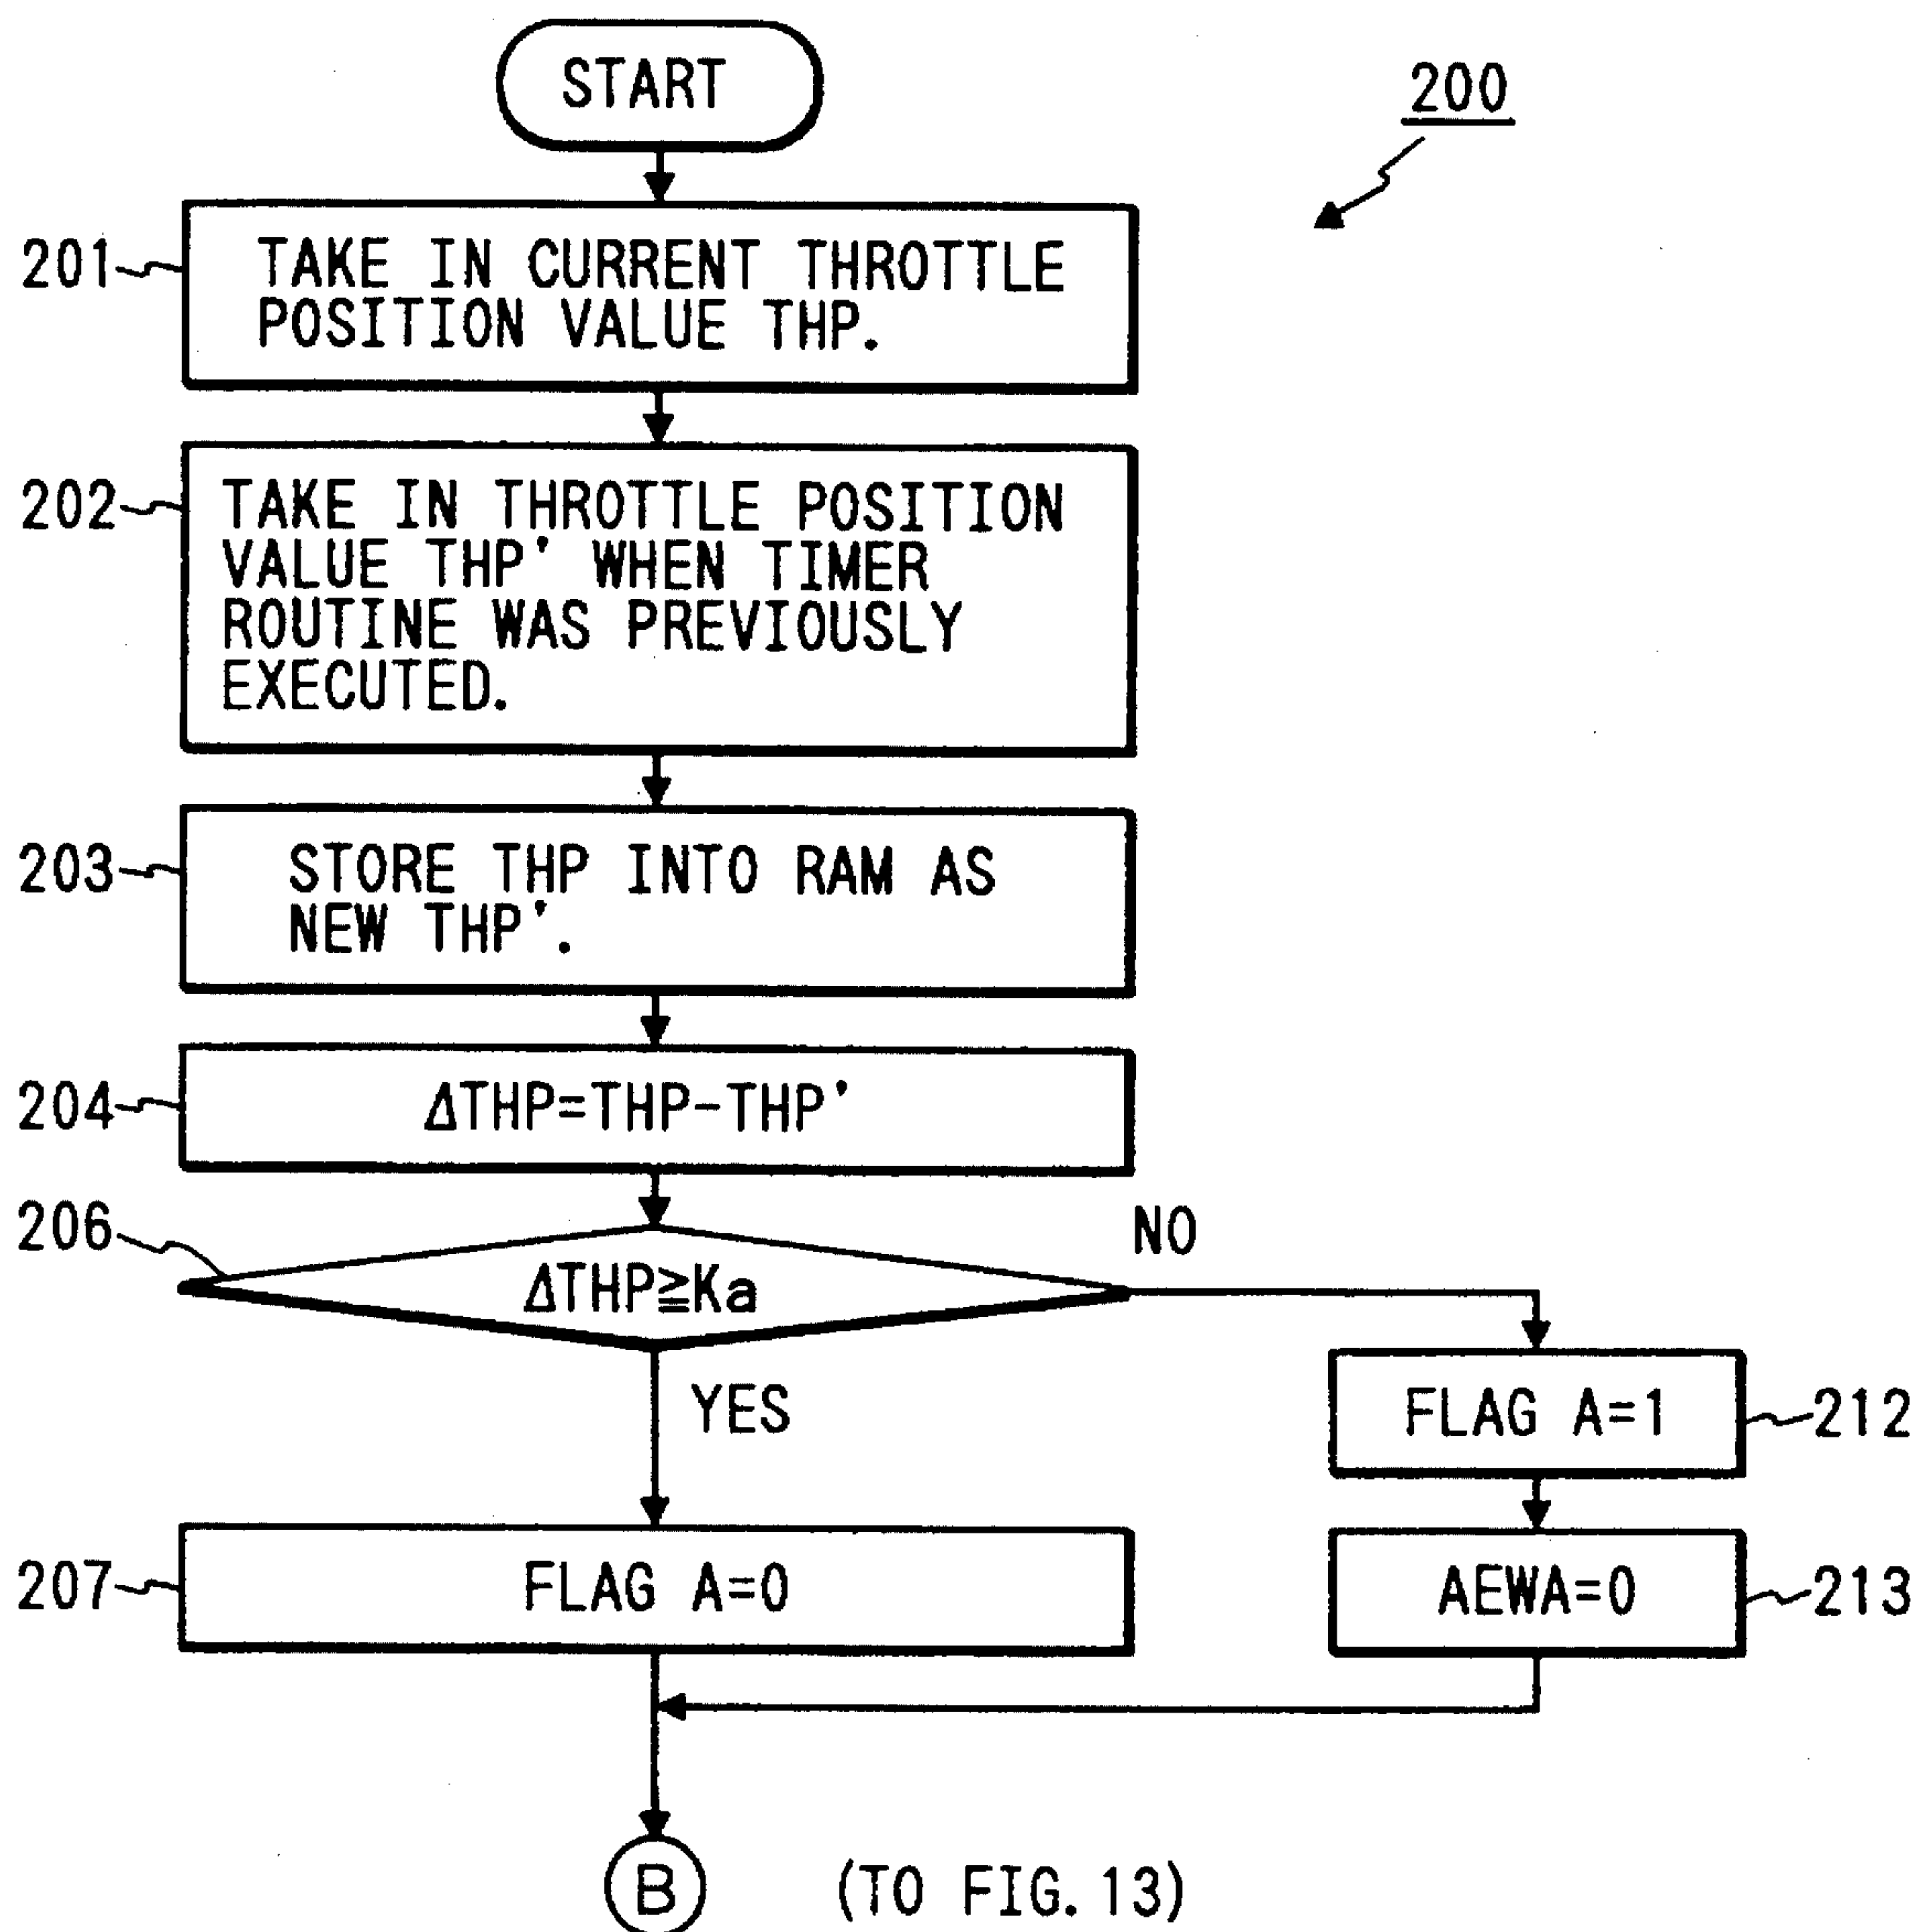 START
200
201
TAKE IN CURRENT THROTTLE
POSITION VALUE THP.
202
TAKE IN THROTTLE POSITION
VALUE THP' WHEN TIMER
ROUTINE WAS PREVIOUSLY
EXECUTED.
203
STORE THP INTO RAM AS
NEW THP'.
204
ΔTHP=THP-THP'
206
ΔTHP≧Ka
NO
YES
FLAG A=1
212
207
FLAG A=0
AEWA=0
213
B
(TO FIG.13)